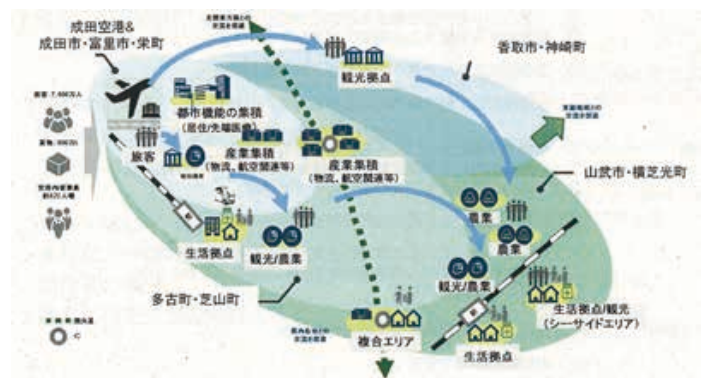 成田空港&
成田市・富里市・栄町
香取市・神崎町
観光拠点
都市機能の集積
(居住/先端医療)
旅客
産業集積
(物流、航空関連等)
産業集積
(物流、航空関連等)
山武市・横芝光町
農業
農業
生活拠点
観光/農業
観光/農業
多古町・芝山町
生活拠点/観光
(シーサイドエリア)
複合エリア
生活拠点